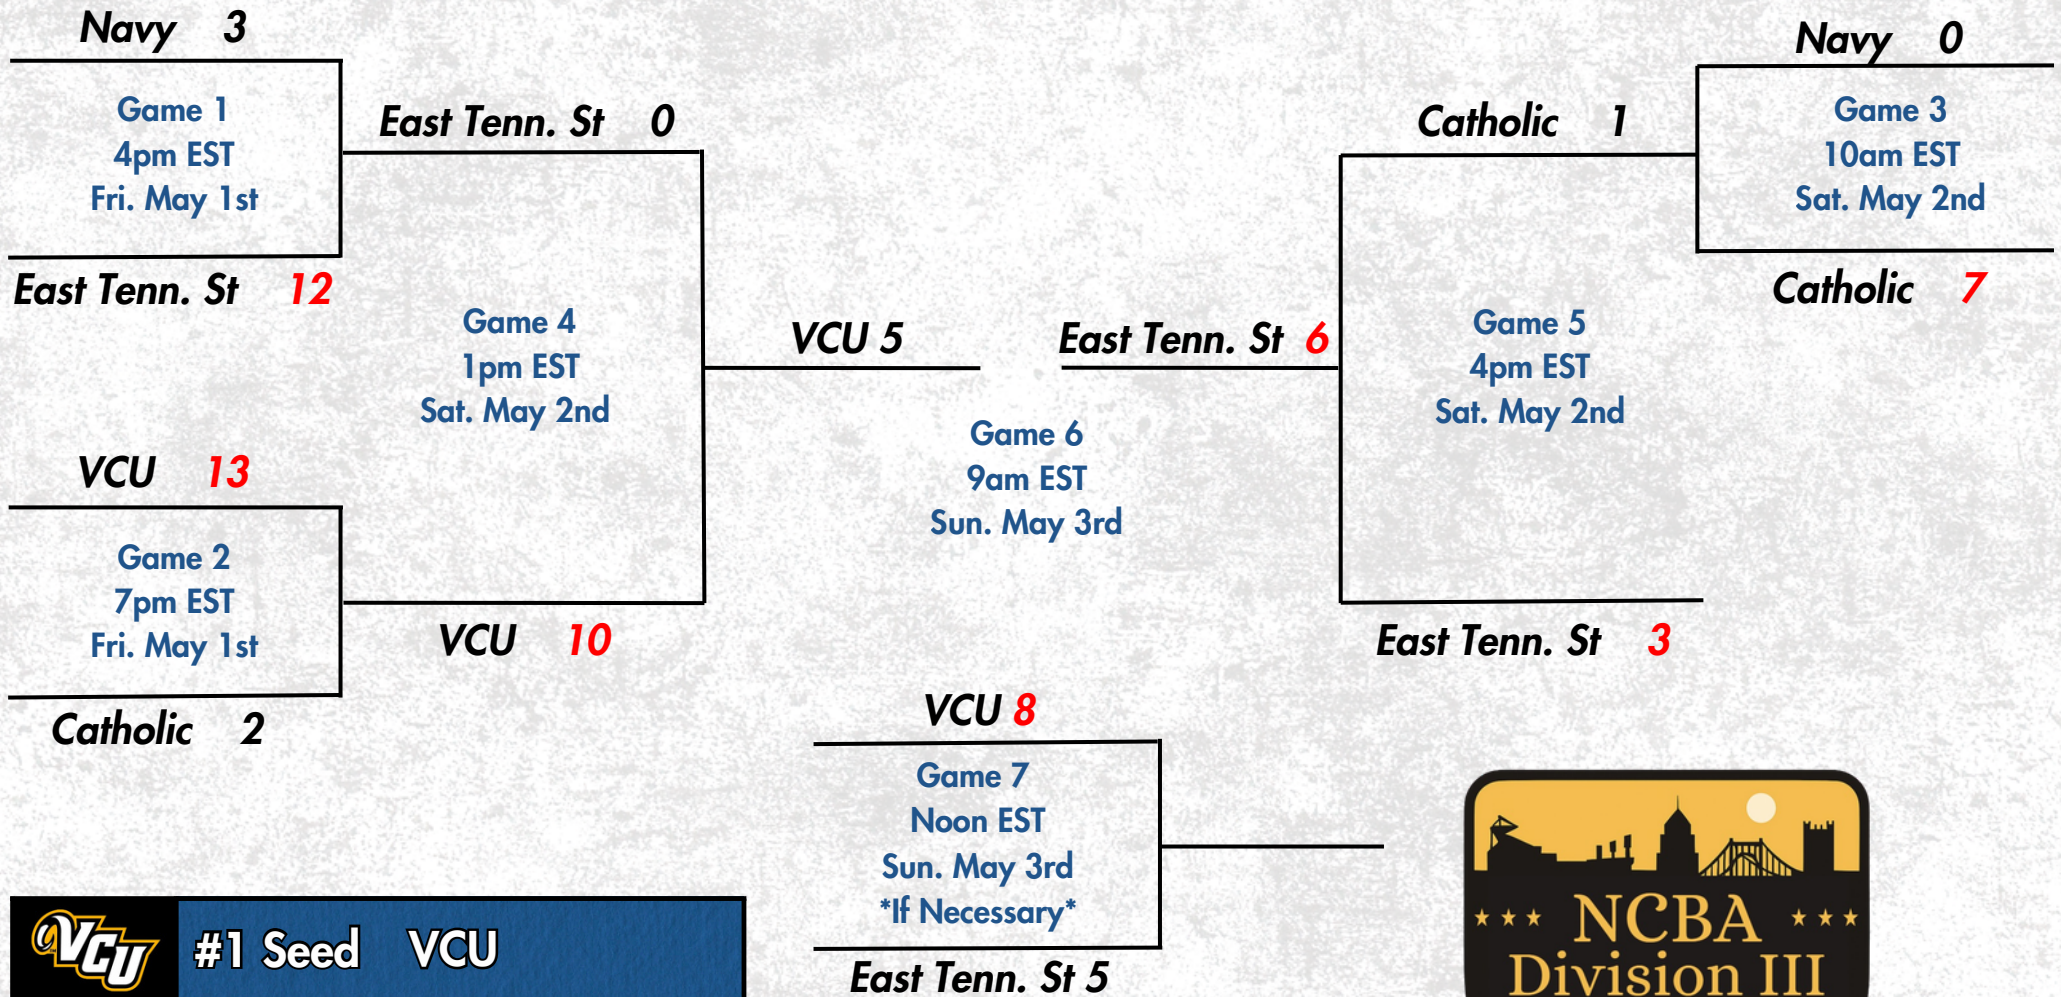 Navy 3
Game 1
4pm EST
Fri. May 1st
East Tenn. St 12
East Tenn. St 0
Game 4
1pm EST
Sat. May 2nd
VCU 13
Game 2
7pm EST
Fri. May 1st
Catholic 2
VCU 10
VCU 5
East Tenn. St 6
Game 6
9am EST
Sun. May 3rd
Navy 0
Game 3
10am EST
Sat. May 2nd
Catholic 7
Catholic 1
Game 5
4pm EST
Sat. May 2nd
East Tenn. St 3
VCU 8
Game 7
Noon EST
Sun. May 3rd
*If Necessary*
East Tenn. St 5
VCU
#1 Seed VCU
NCBA
Division III